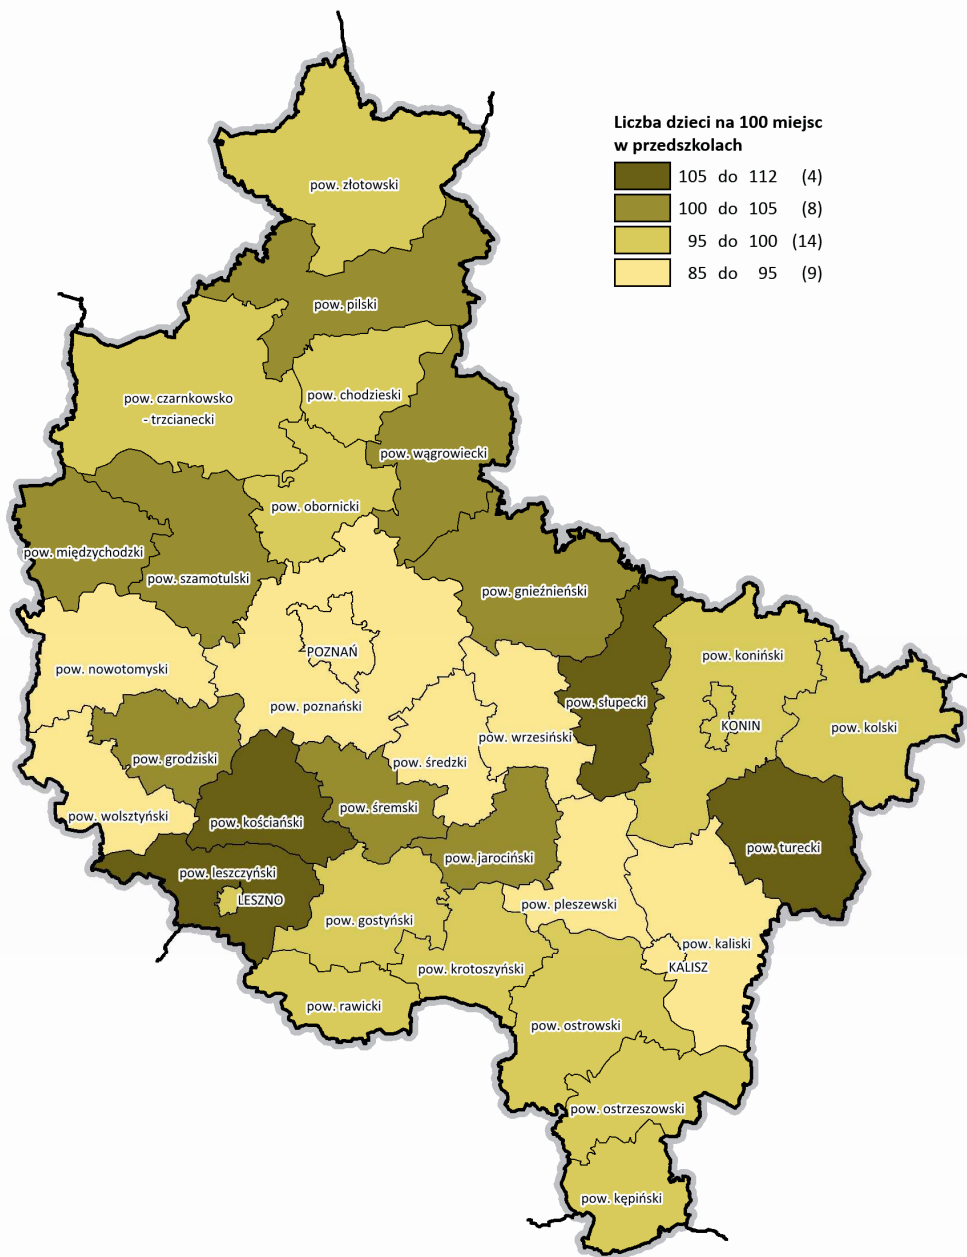 Liczba dzieci na 100 miejsc
w przedszkolach
105 do 112 (4)
100 do 105 (8)
95 do 100 (14)
85 do 95 (9)
pow. złotowski
pow. pilski
pow. chodzieski
pow. czarnkowsko
- trzcianecki
pow. wągrowiecki
pow. obornicki
pow. międzychodzki
pow. szamotulski
pow. gnieźnieński
POZNAŃ
pow. koniński
pow. nowotomyski
pow. słupecki
pow. poznański
KONIN
pow. kolski
pow. wrzesiński
pow. grodziski
pow. średzki
pow. śremski
pow. wolsztyński
pow. kościański
pow. turecki
pow. jarociński
pow. leszczyński
LESZNO
pow. pleszewski
pow. gostyński
pow. kaliski
KALISZ
pow. krotoszyński
pow. rawicki
pow. ostrowski
pow. ostrzeszowski
pow. kępiński